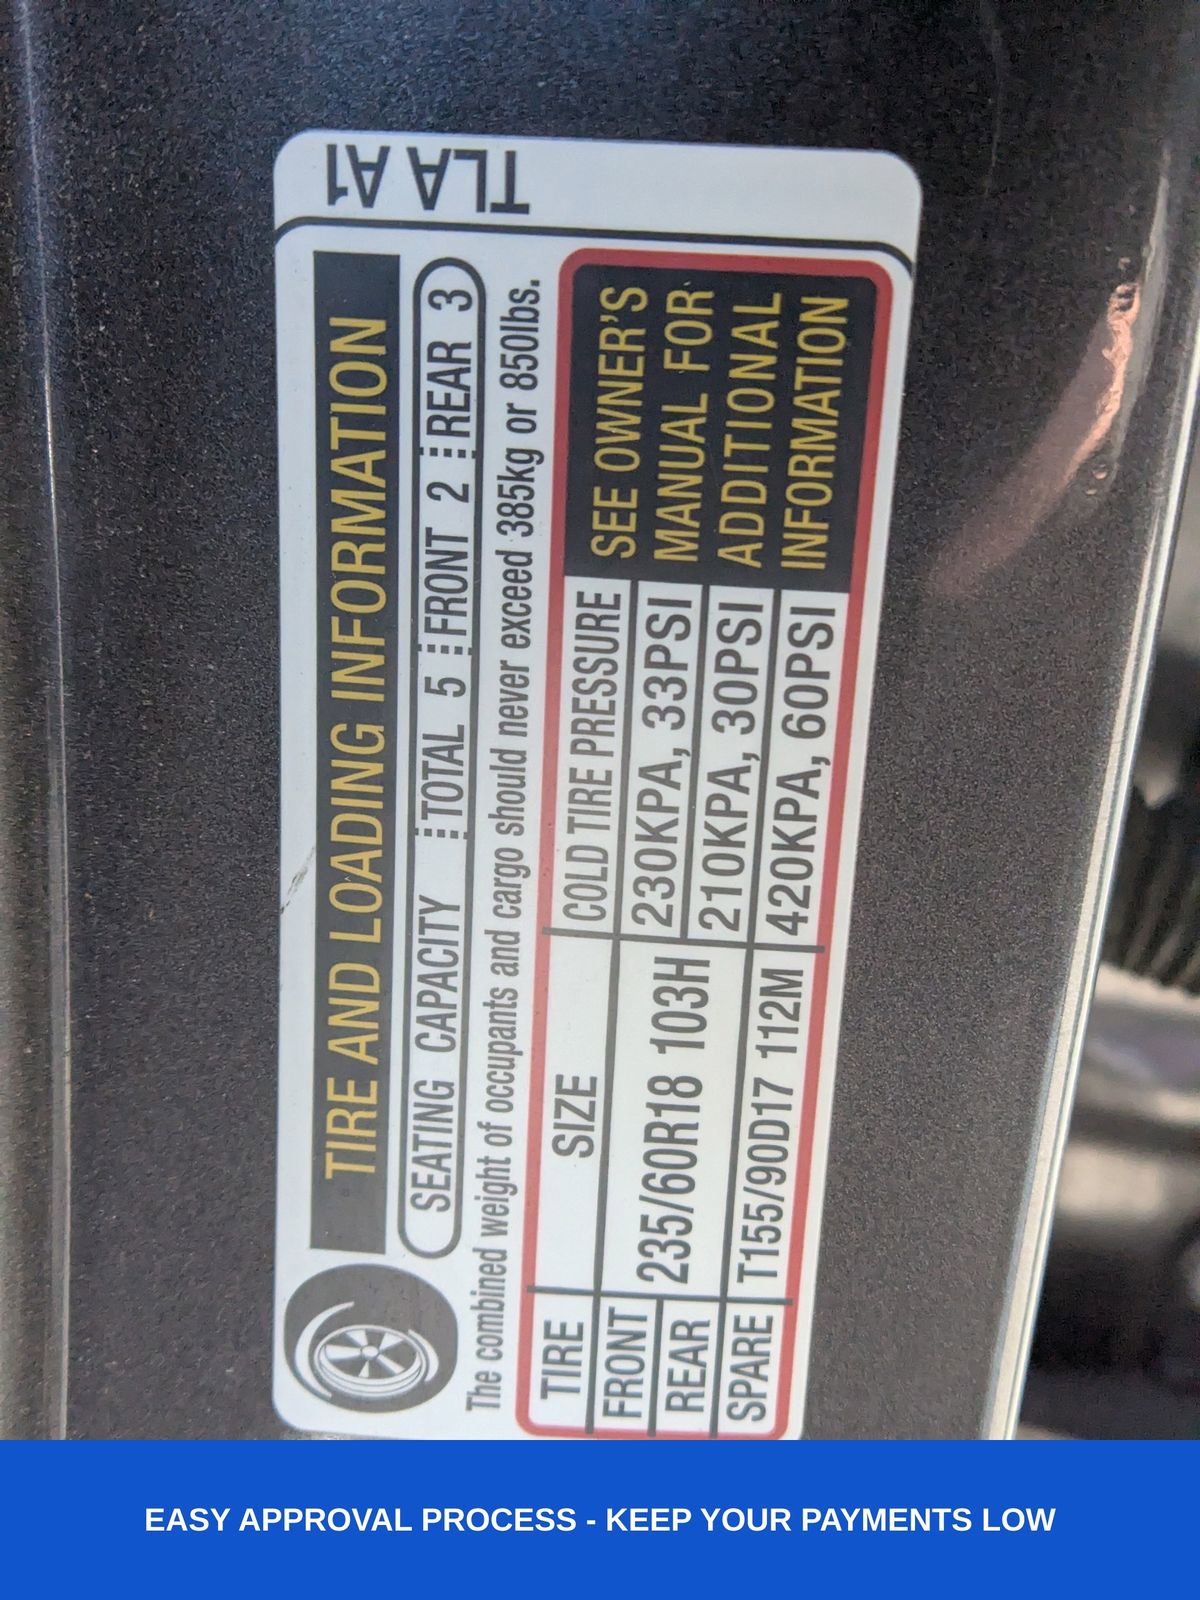 TLA A1
TIRE AND LOADING INFORMATION
SEATING CAPACITY TOTAL 5 FRONT 2 REAR 3
The combined weight of occupants and cargo should never exceed 385kg or 850lbs.
TIRE SIZE COLD TIRE PRESSURE
FRONT 235/60R18 103H 230KPA, 33PSI
REAR 210KPA, 30PSI
SPARE T155/90D17 112M 420KPA, 60PSI
SEE OWNER'S
MANUAL FOR
ADDITIONAL
INFORMATION
EASY APPROVAL PROCESS - KEEP YOUR PAYMENTS LOW